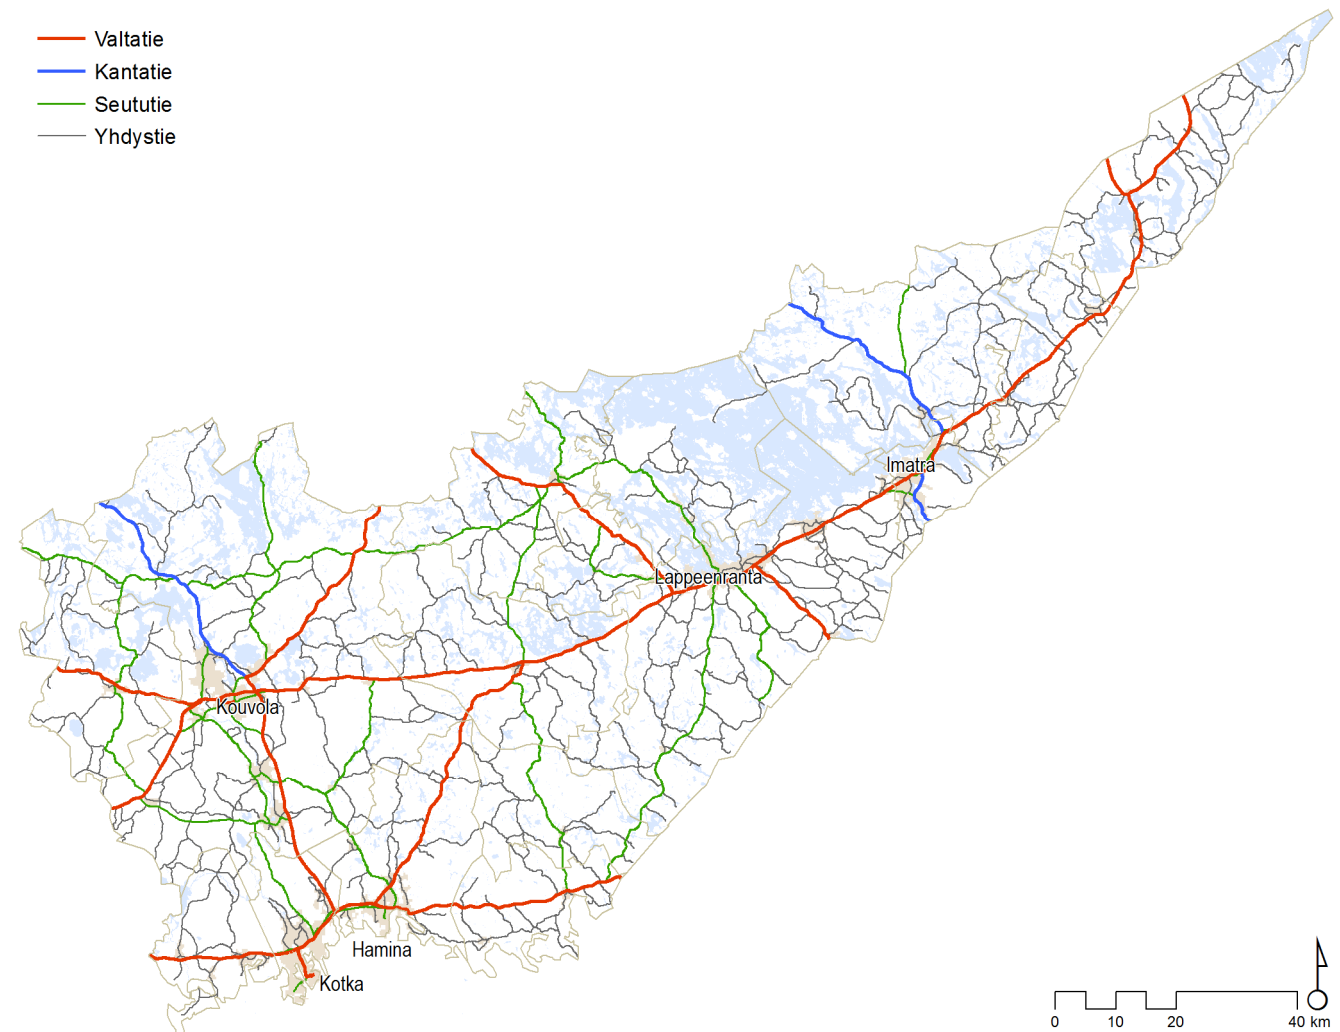 Valtatie
Kantatie
Seututie
Yhdystie
Imatra
Lappeenranta
Kouvola
Hamina
Kotka
0 10 20 40 km